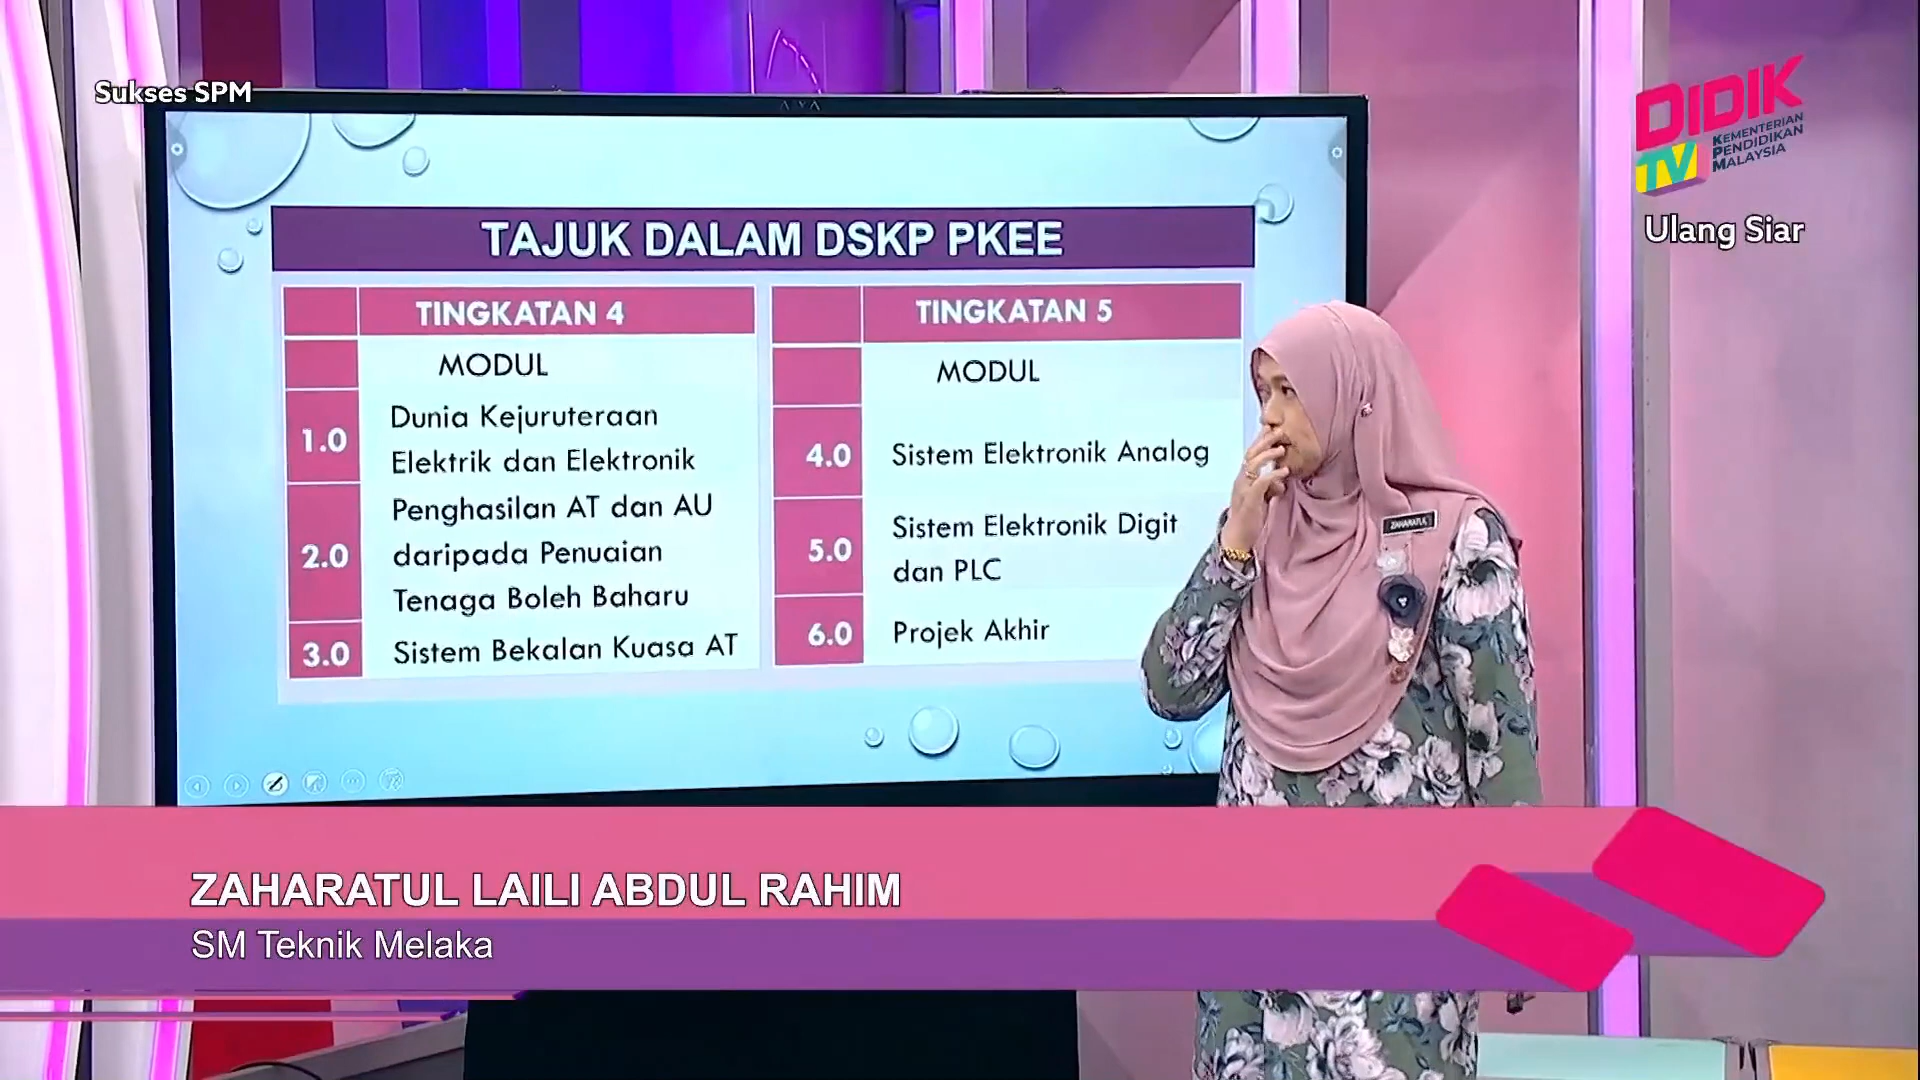 Sukses SPM
DIDIK
TV
KEMENTERIAN
PENDIDIKAN
MALAYSIA
Ulang Siar
TAJUK DALAM DSKP PKEE
TINGKATAN 4
MODUL
1.0 Dunia Kejuruteraan
Elektrik dan Elektronik
2.0 Penghasilan AT dan AU
daripada Penuaian
Tenaga Boleh Baharu
3.0 Sistem Bekalan Kuasa AT
TINGKATAN 5
MODUL
4.0 Sistem Elektronik Analog
5.0 Sistem Elektronik Digit
dan PLC
6.0 Projek Akhir
ZAHARATUL
ZAHARATUL LAILI ABDUL RAHIM
SM Teknik Melaka